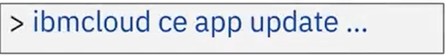 > ibmcloud ce app update ...